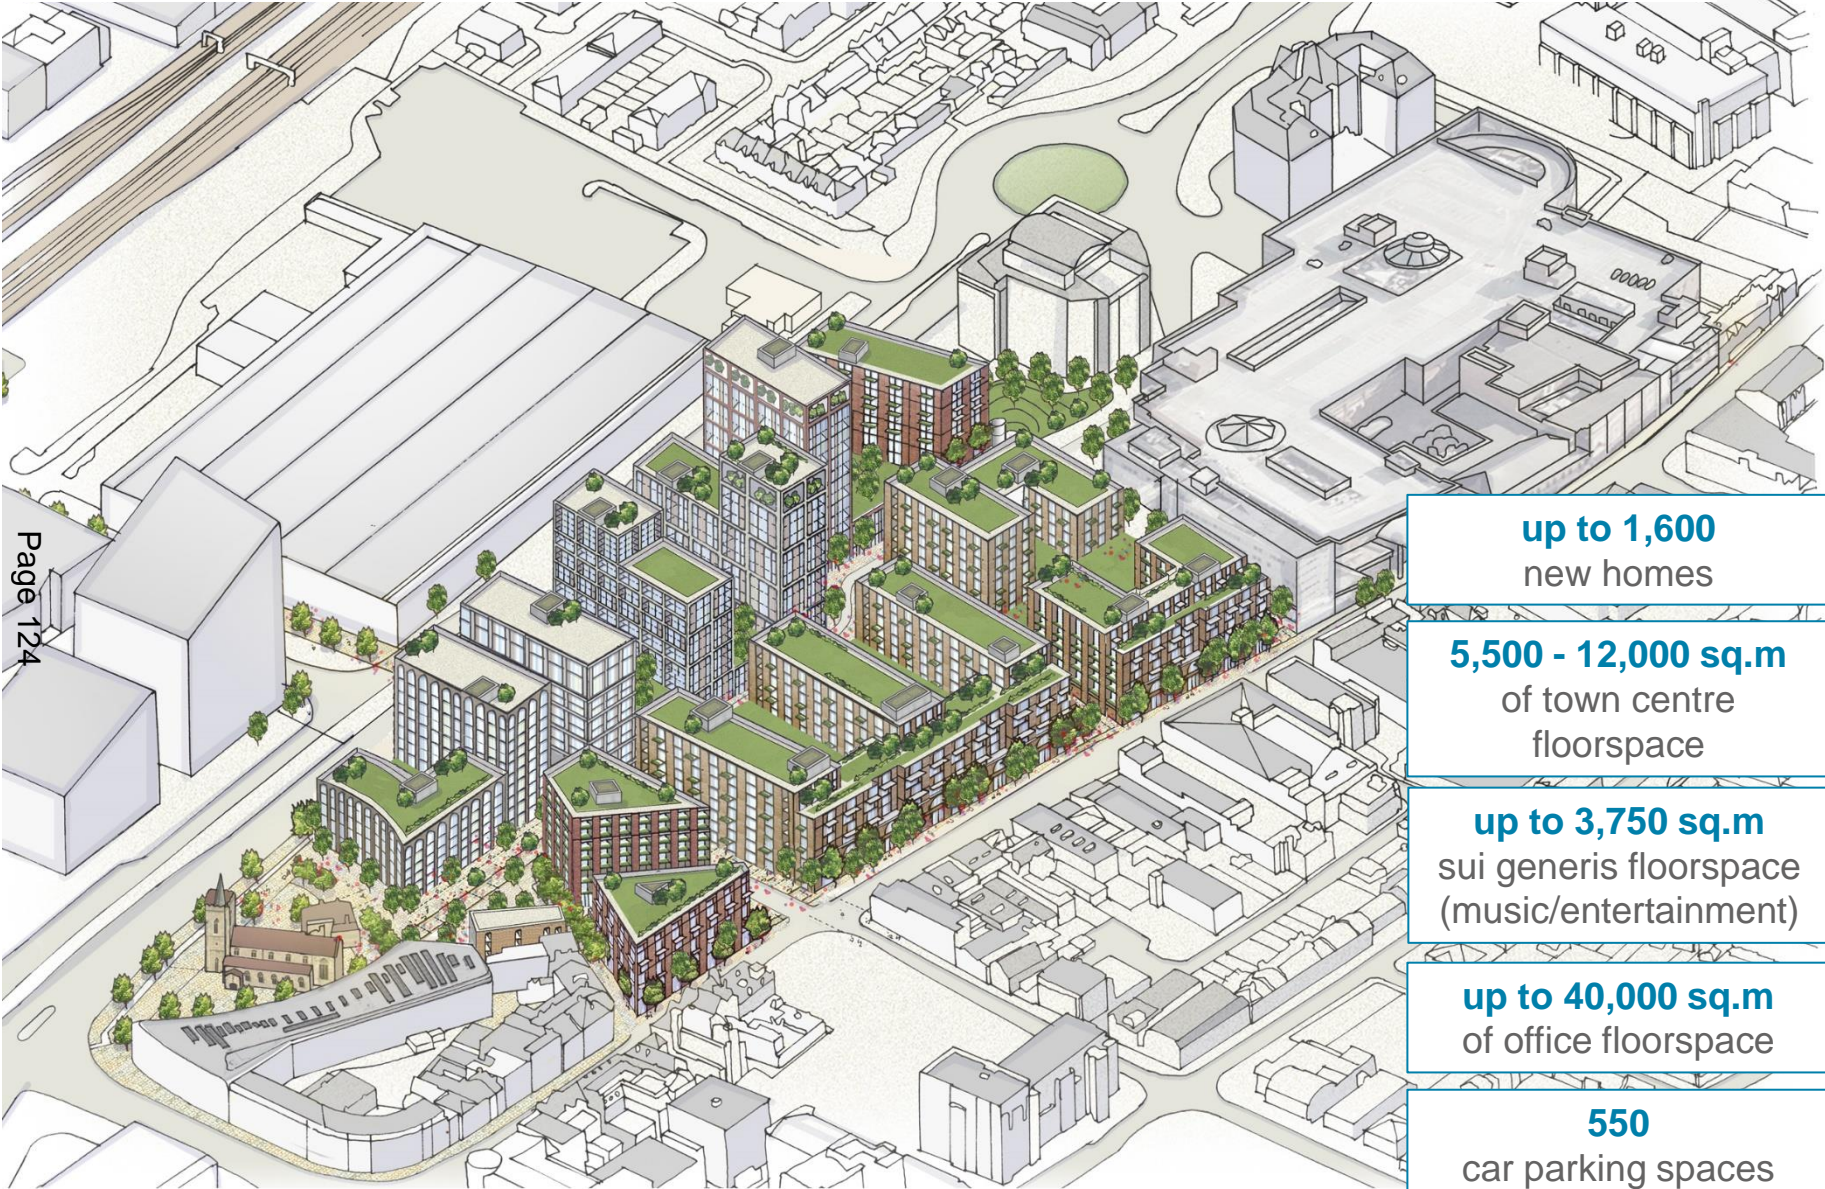 Page 124
up to 1,600
new homes
5,500 - 12,000 sq.m
of town centre
floorspace
up to 3,750 sq.m
sui generis floorspace
(music/entertainment)
up to 40,000 sq.m
of office floorspace
550
car parking spaces